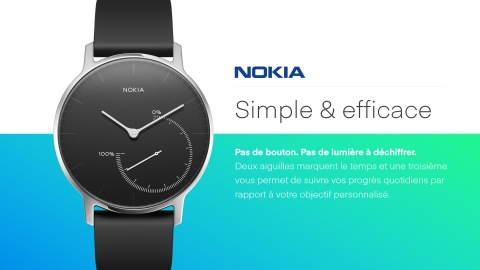 NOKIA
0%
100%
NOKIA
Simple & efficace
Pas de bouton. Pas de lumière à déchiffrer.
Deux aiguilles marquent le temps et une troisième
vous permet de suivre vos progrès quotidiens par
rapport à votre objectif personnalisé.